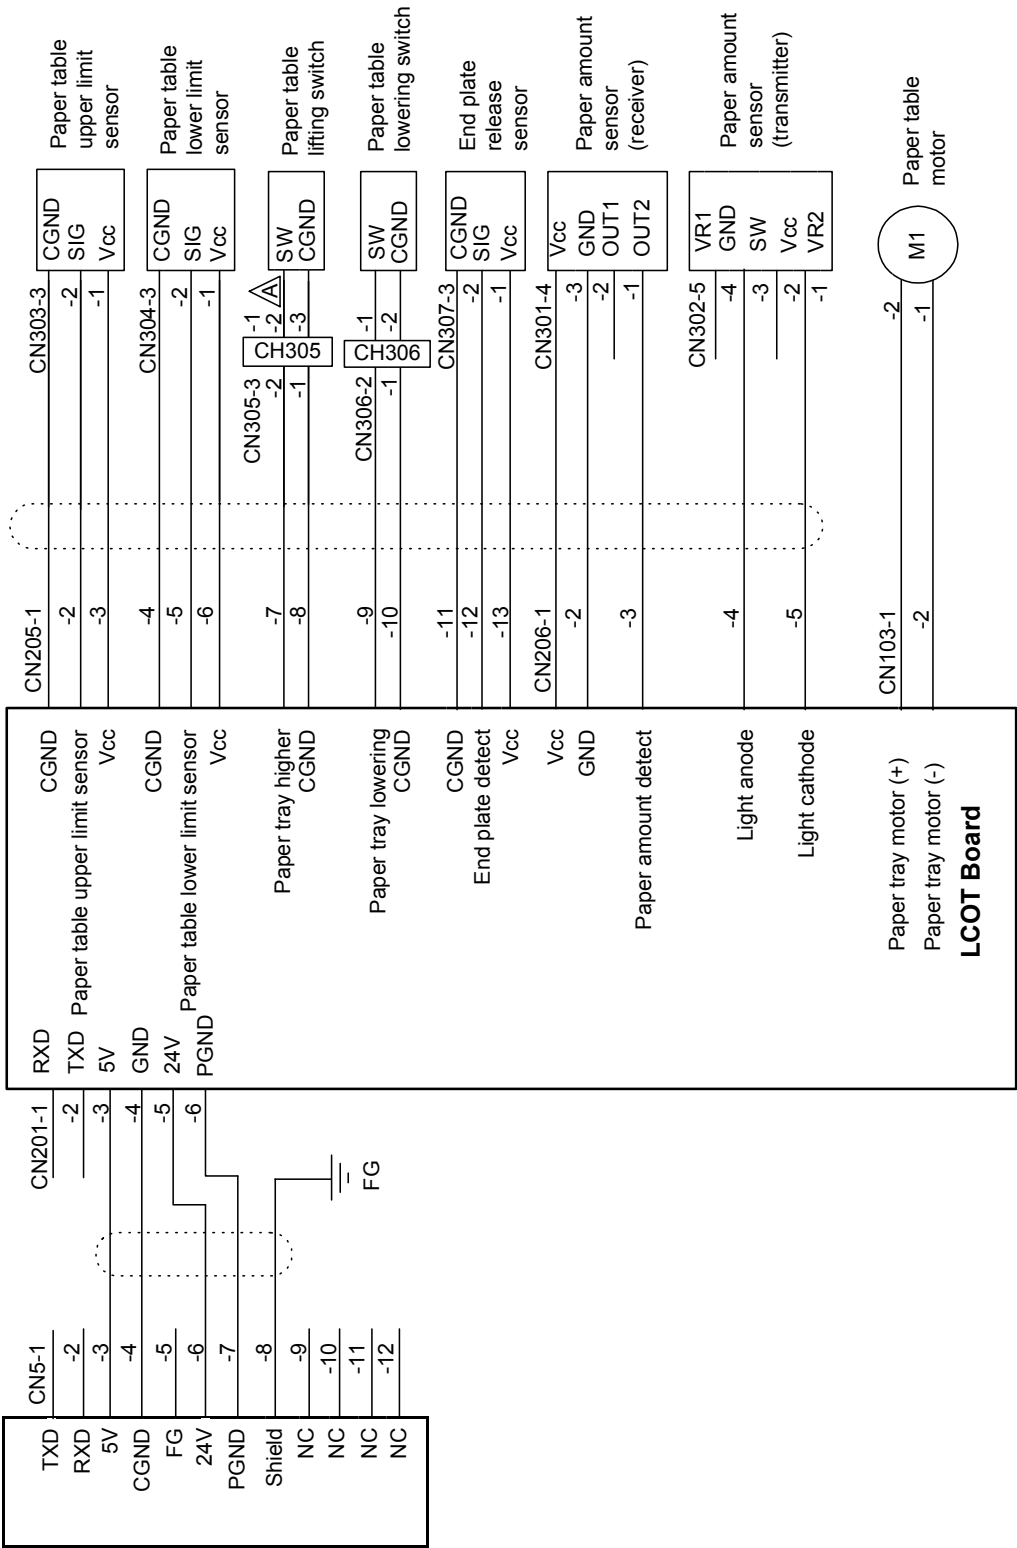 Paper table
upper limit
sensor
Paper table
lower limit
sensor
Paper table
lifting switch
Paper table
lowering switch
End plate
release
sensor
Paper amount
sensor
(receiver)
Paper amount
sensor
(transmitter)
Paper table
motor
CGND
SIG
Vcc
CGND
SIG
Vcc
SW
CGND
SW
CGND
CGND
SIG
Vcc
Vcc
GND
OUT1
OUT2
VR1
GND
SW
Vcc
VR2
M1
CN303-3
-2
-1
CN304-3
-2
-1
-1
-2
A
-3
CH305
CN305-3
-2
-1
-1
-2
CH306
CN306-2
-1
CN307-3
-2
-1
CN301-4
-3
-2
-1
CN302-5
-4
-3
-2
-1
-2
-1
CN205-1
-2
-3
-4
-5
-6
-7
-8
-9
-10
-11
-12
-13
CN206-1
-2
-3
-4
-5
CN103-1
-2
CGND
Paper table upper limit sensor
Vcc
CGND
Paper table lower limit sensor
Vcc
Paper tray higher
CGND
Paper tray lowering
CGND
CGND
End plate detect
Vcc
Vcc
GND
Paper amount detect
Light anode
Light cathode
Paper tray motor (+)
Paper tray motor (-)
LCOT Board
RXD
TXD
5V
GND
24V
PGND
CN201-1
-2
-3
-4
-5
-6
FG
CN5-1
-2
-3
-4
-5
-6
-7
-8
-9
-10
-11
-12
TXD
RXD
5V
CGND
FG
24V
PGND
Shield
NC
NC
NC
NC